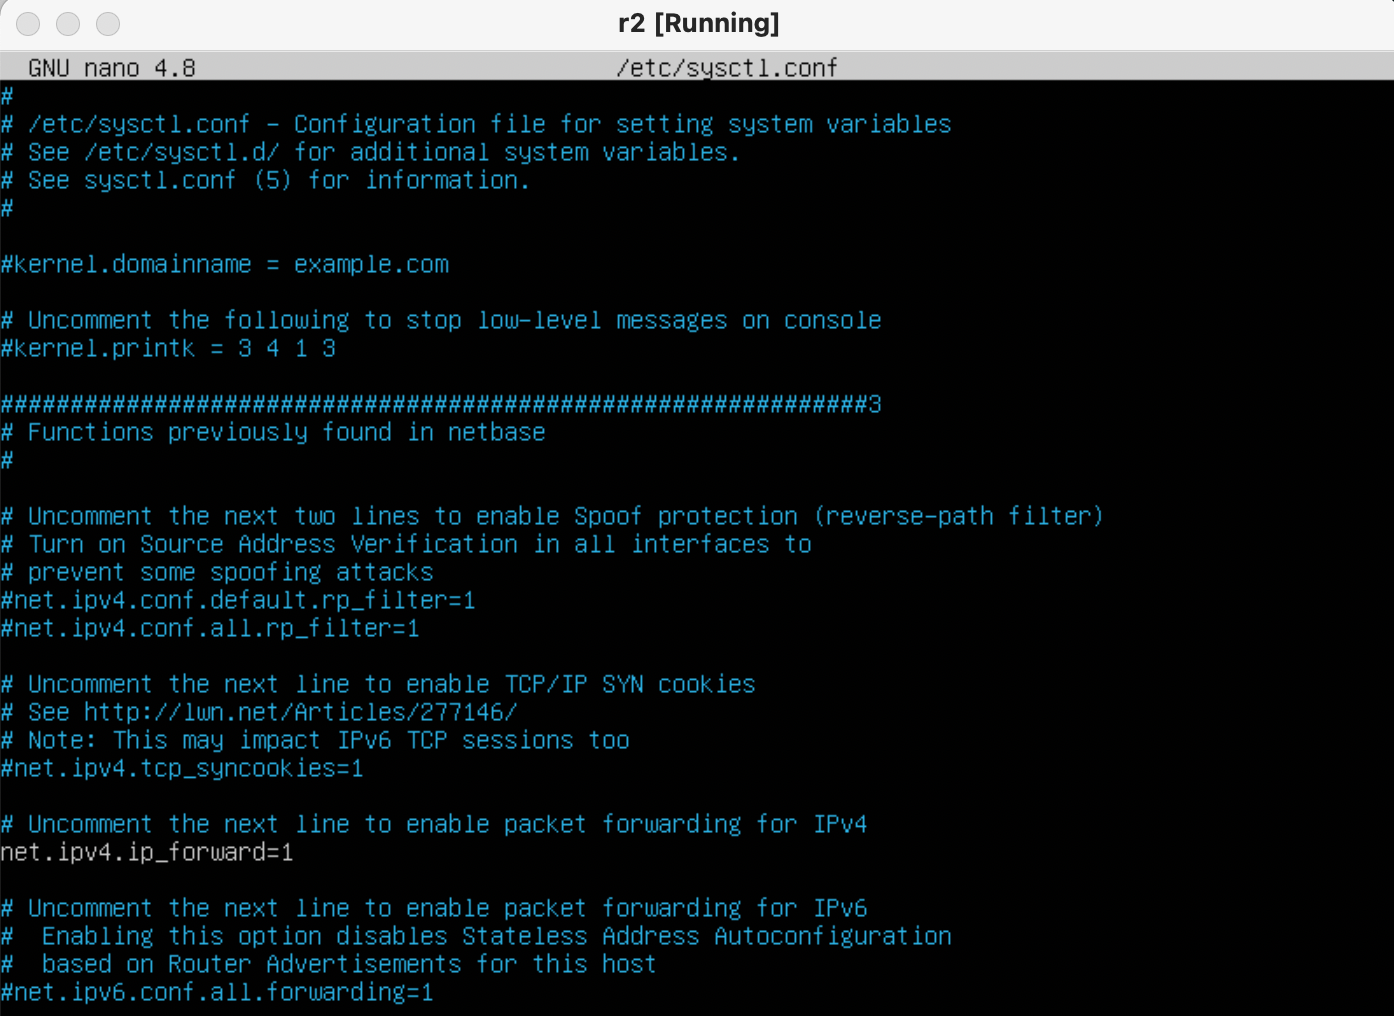 r2 [Running]
GNU nano 4.8 /etc/sysctl.conf
#
# /etc/sysctl.conf - Configuration file for setting system variables
# See /etc/sysctl.d/ for additional system variables.
# See sysctl.conf (5) for information.
#
#kernel.domainname = example.com
# Uncomment the following to stop low-level messages on console
#kernel.printk = 3 4 1 3
##############################################################3
# Functions previously found in netbase
#
# Uncomment the next two lines to enable Spoof protection (reverse-path filter)
# Turn on Source Address Verification in all interfaces to
# prevent some spoofing attacks
#net.ipv4.conf.default.rp_filter=1
#net.ipv4.conf.all.rp_filter=1
# Uncomment the next line to enable TCP/IP SYN cookies
# See http://lwn.net/Articles/277146/
# Note: This may impact IPv6 TCP sessions too
#net.ipv4.tcp_syncookies=1
# Uncomment the next line to enable packet forwarding for IPv4
net.ipv4.ip_forward=1
# Uncomment the next line to enable packet forwarding for IPv6
#  Enabling this option disables Stateless Address Autoconfiguration
#  based on Router Advertisements for this host
#net.ipv6.conf.all.forwarding=1